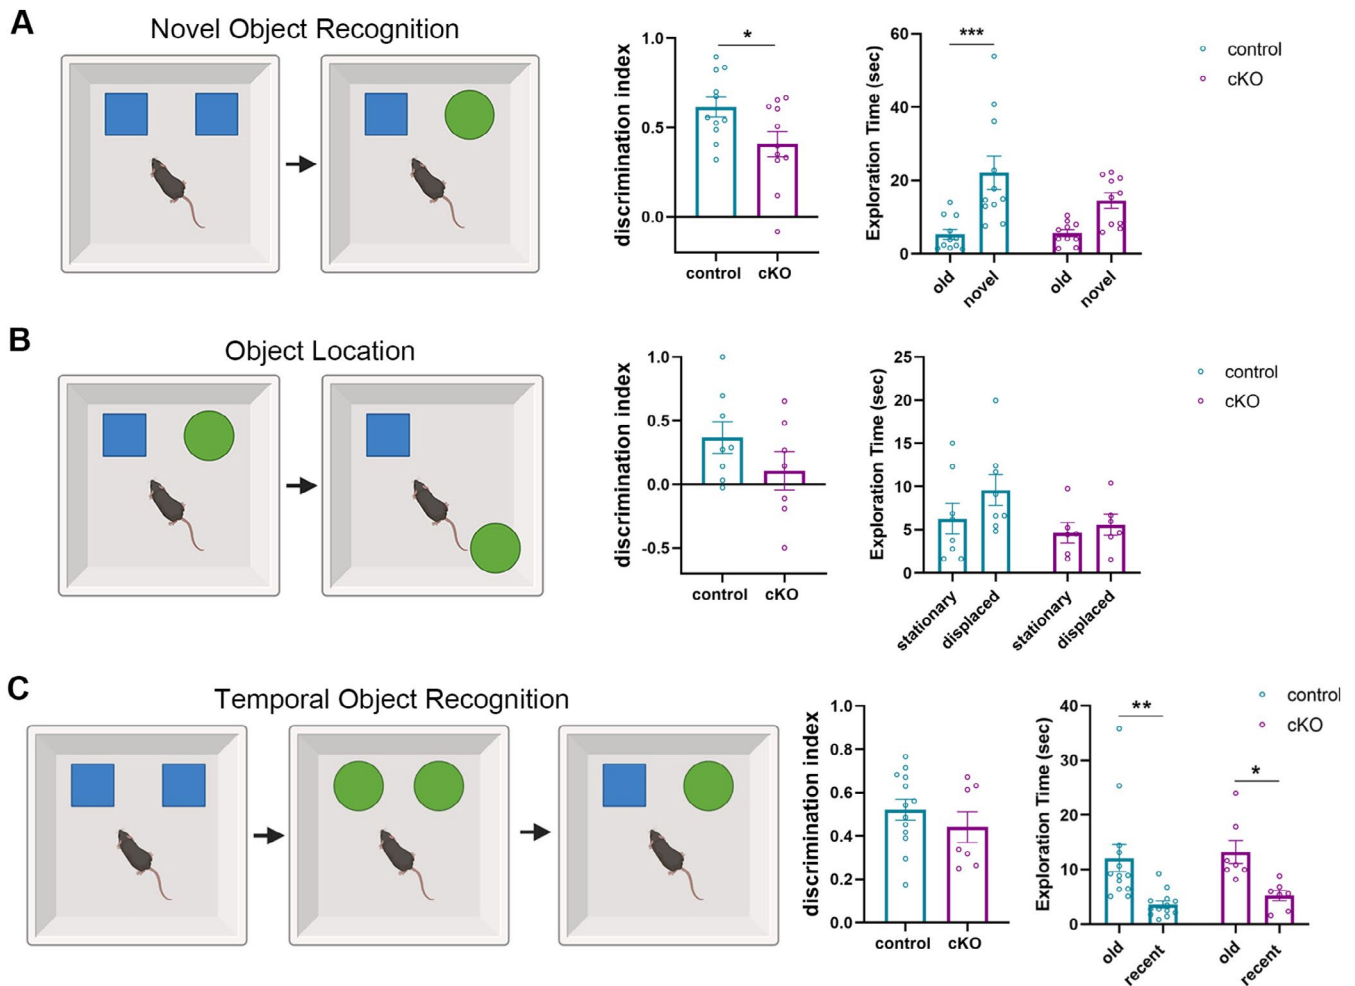 A
Novel Object Recognition
discrimination index
1.0
0.5
0.0
*
control
cKO
Exploration Time (sec)
60
40
20
0
***
old
novel
old
novel
control
cKO
B
Object Location
discrimination index
1.0
0.5
0.0
-0.5
control
cKO
Exploration Time (sec)
25
20
15
10
5
0
stationary
displaced
stationary
displaced
control
cKO
C
Temporal Object Recognition
discrimination index
1.0
0.8
0.6
0.4
0.2
0.0
control
cKO
Exploration Time (sec)
40
30
20
10
0
**
*
old
recent
old
recent
control
cKO